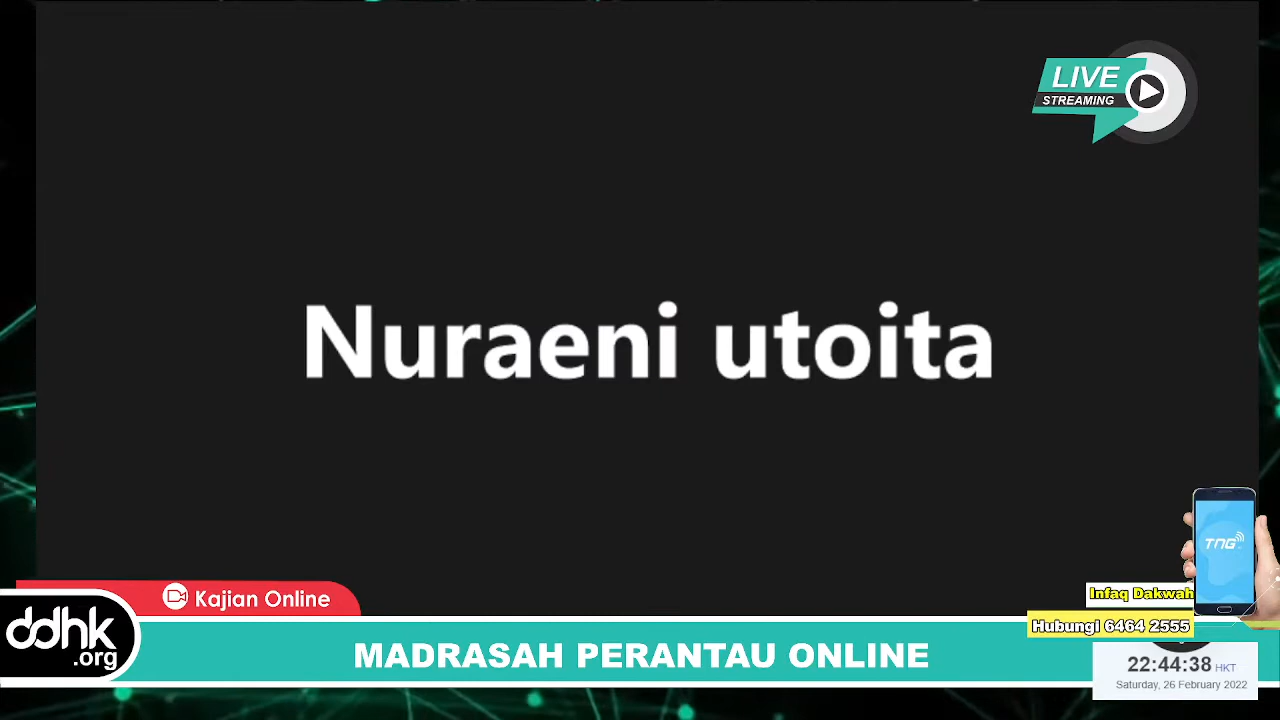 LIVE
STREAMING
Nuraeni utoita
TNG
Kajian Online
Infaq Dakwah
ddhk
.org
Hubungi 6464 2555
MADRASAH PERANTAU ONLINE
22:44:38 HKT
Saturday, 26 February 2022